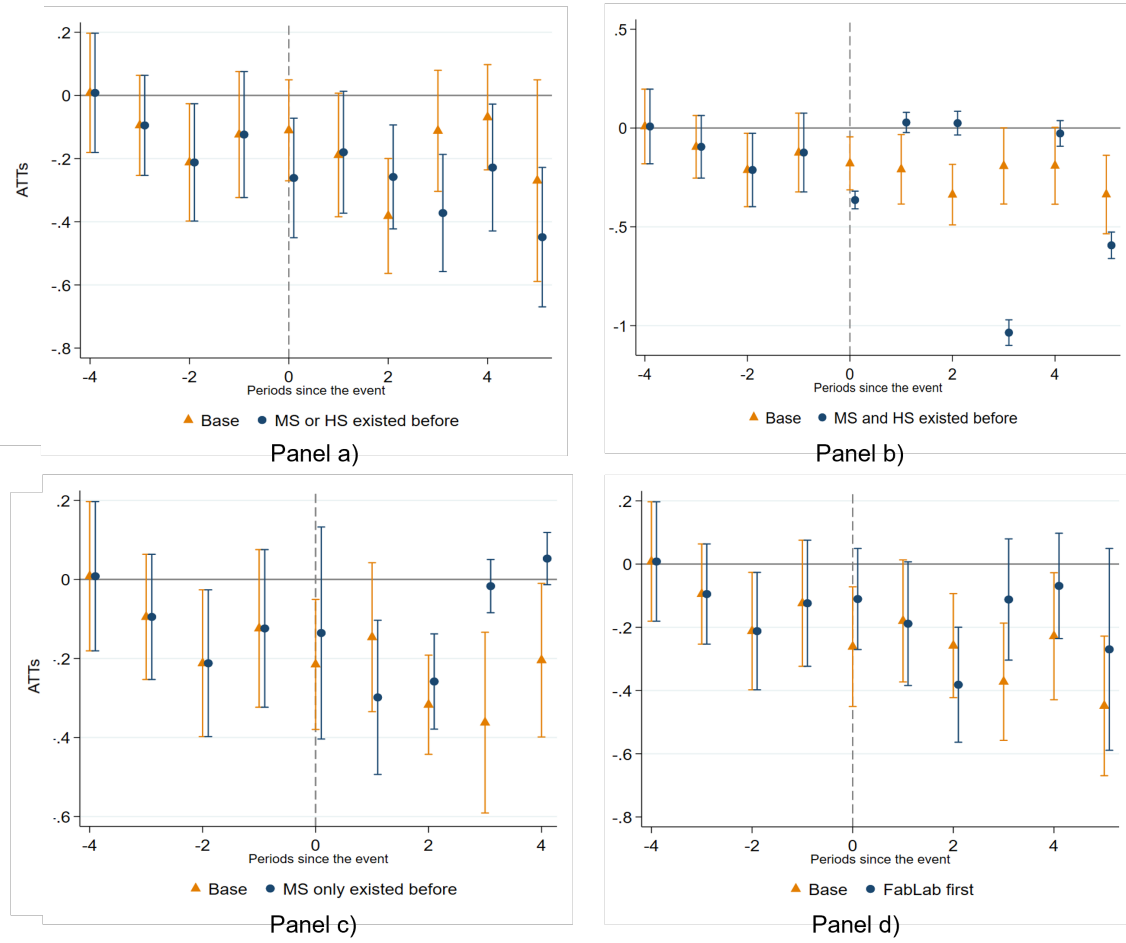 .2
0
-.2
-.4
-.6
-.8
ATTs
-4 -2 0 2 4
Periods since the event
Base MS or HS existed before
Panel a)
.5
0
-.5
-1
-4 -2 0 2 4
Periods since the event
Base MS and HS existed before
Panel b)
.2
0
-.2
-.4
-.6
ATTs
-4 -2 0 2 4
Periods since the event
Base MS only existed before
Panel c)
.2
0
-.2
-.4
-.6
-.8
-4 -2 0 2 4
Periods since the event
Base FabLab first
Panel d)